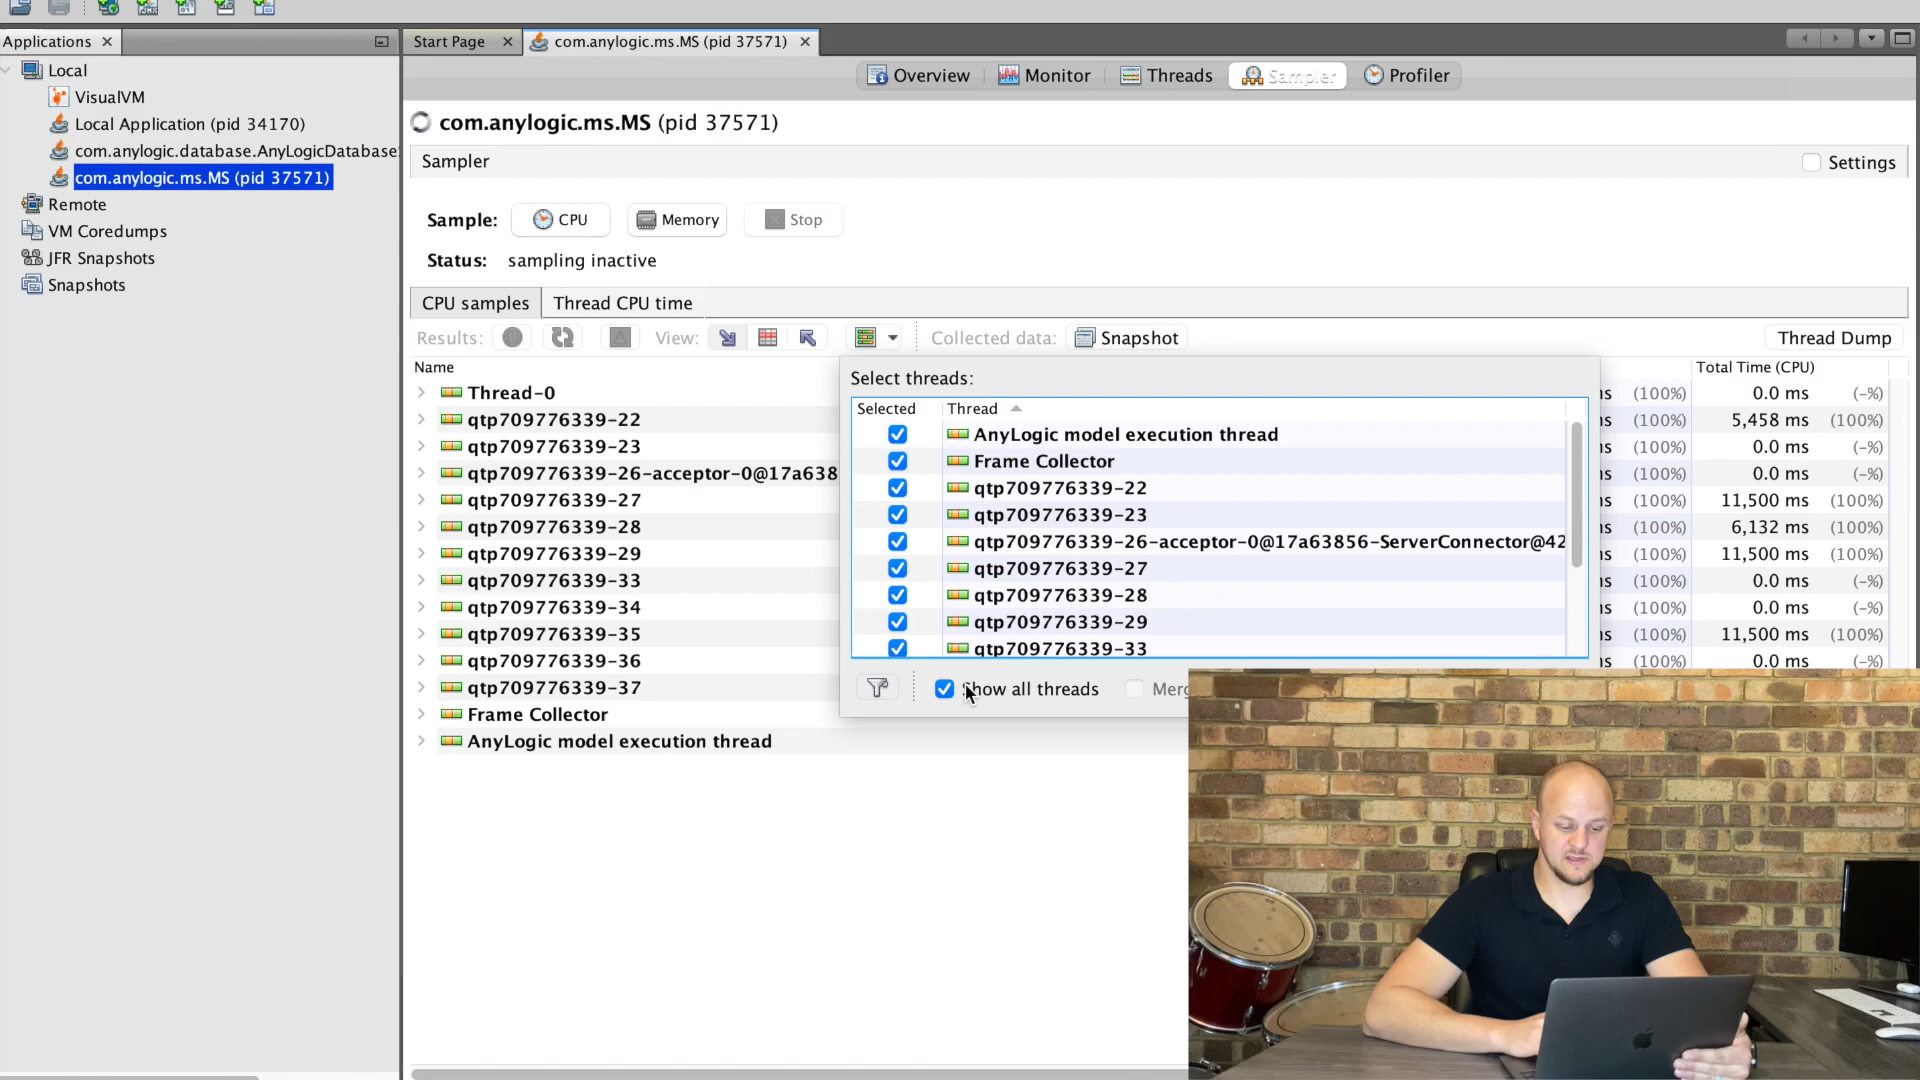 Applications
Start Page
com.anylogic.ms.MS (pid 37571)
Local
VisualVM
Local Application (pid 34170)
com.anylogic.database.AnyLogicDatabase
com.anylogic.ms.MS (pid 37571)
Remote
VM Coredumps
JFR Snapshots
Snapshots
Overview
Monitor
Threads
Sampler
Profiler
com.anylogic.ms.MS (pid 37571)
Sampler
Settings
Sample:
CPU
Memory
Stop
Status: sampling inactive
CPU samples
Thread CPU time
Results:
View:
Collected data:
Snapshot
Thread Dump
Name
Total Time (CPU)
Thread-0
(100%) 0.0 ms (-%)
qtp709776339-22
(100%) 5,458 ms (100%)
qtp709776339-23
(100%) 0.0 ms (-%)
qtp709776339-26-acceptor-0@17a638
(100%) 0.0 ms (-%)
qtp709776339-27
(100%) 11,500 ms (100%)
qtp709776339-28
(100%) 6,132 ms (100%)
qtp709776339-29
(100%) 11,500 ms (100%)
qtp709776339-33
(100%) 0.0 ms (-%)
qtp709776339-34
(100%) 0.0 ms (-%)
qtp709776339-35
(100%) 11,500 ms (100%)
qtp709776339-36
(100%) 0.0 ms (-%)
qtp709776339-37
Frame Collector
AnyLogic model execution thread
Select threads:
Selected Thread
AnyLogic model execution thread
Frame Collector
qtp709776339-22
qtp709776339-23
qtp709776339-26-acceptor-0@17a63856-ServerConnector@42
qtp709776339-27
qtp709776339-28
qtp709776339-29
qtp709776339-33
Show all threads